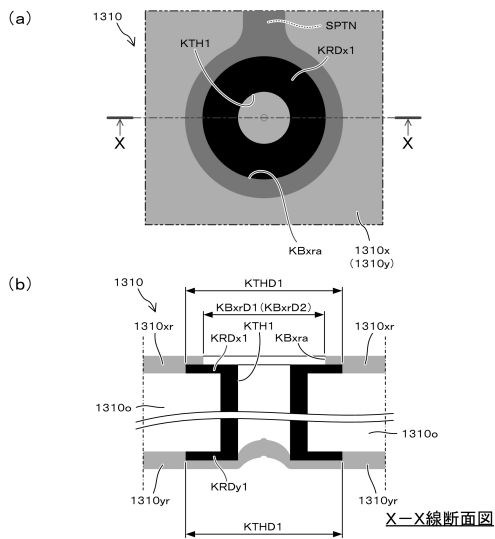 (a)
1310
SPTN
KTH1
KRDx1
X
X
KBxra
1310x
(1310y)
(b)
1310
KTHD1
KBxrD1(KBxrD2)
1310xr
KTH1
KBxra
1310xr
KRDx1
1310o
1310o
KRDy1
1310yr
1310yr
KTHD1
X－X線断面図